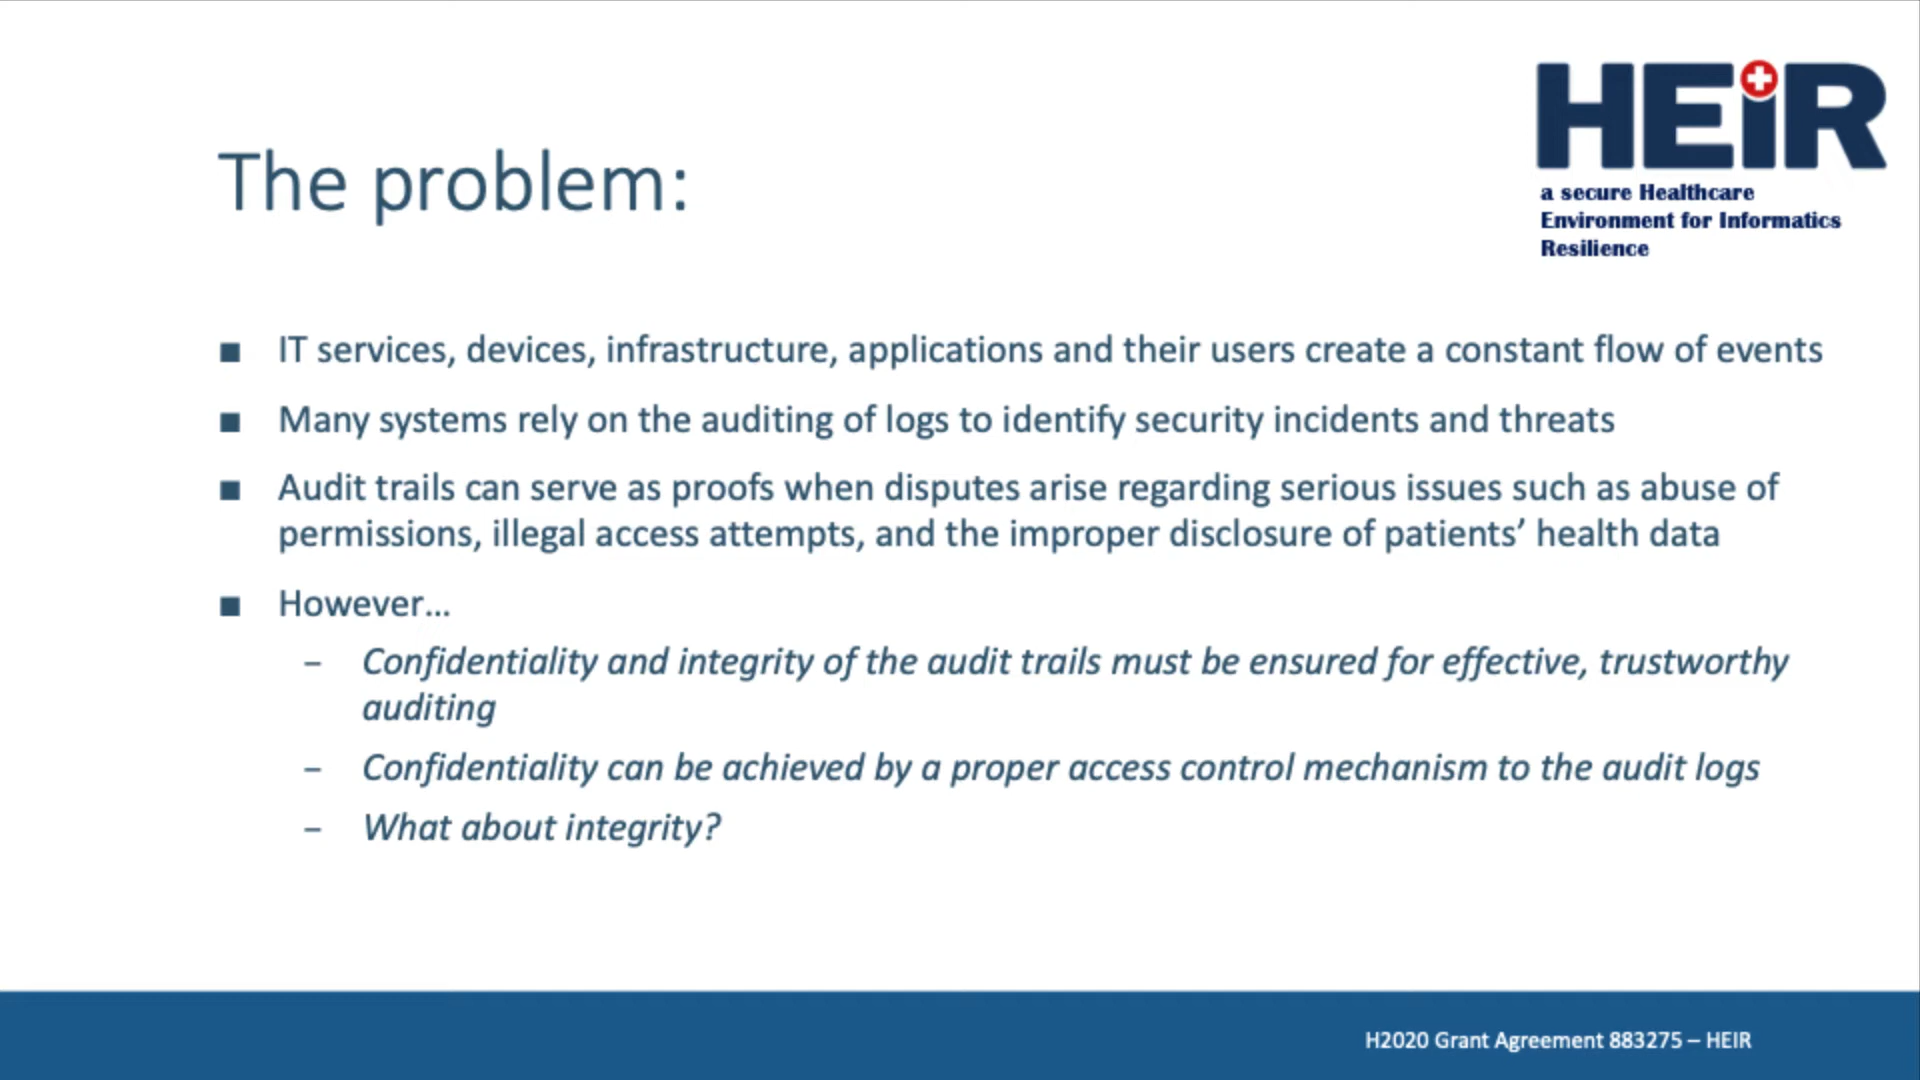 HEiR
a secure Healthcare
Environment for Informatics
Resilience
The problem:
■ IT services, devices, infrastructure, applications and their users create a constant flow of events
■ Many systems rely on the auditing of logs to identify security incidents and threats
■ Audit trails can serve as proofs when disputes arise regarding serious issues such as abuse of
permissions, illegal access attempts, and the improper disclosure of patients’ health data
■ However…
– Confidentiality and integrity of the audit trails must be ensured for effective, trustworthy
auditing
– Confidentiality can be achieved by a proper access control mechanism to the audit logs
– What about integrity?
H2020 Grant Agreement 883275 – HEIR